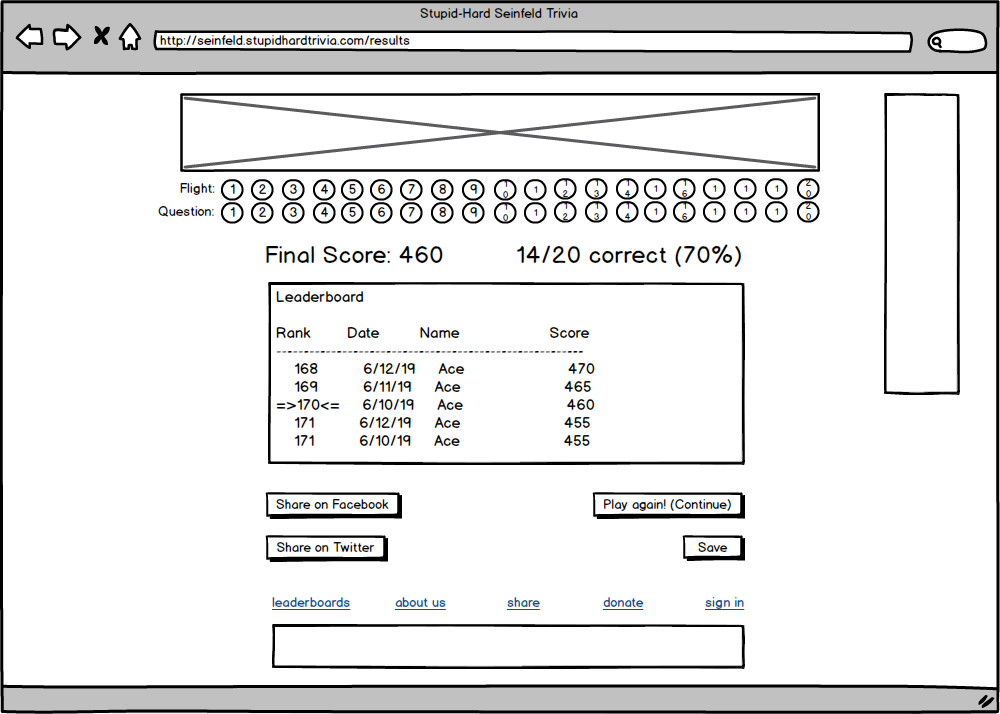 Stupid-Hard Seinfeld Trivia
http://seinfeld.stupidhardtrivia.com/results
Flight: 1 2 3 4 5 6 7 8 9 10 1 12 13 14 1 16 1 1 1 20
Question: 1 2 3 4 5 6 7 8 9 10 1 12 13 14 1 16 1 1 1 20
Final Score: 460 14/20 correct (70%)
Leaderboard
Rank Date Name Score
--------------------------------------------------------------
168 6/12/19 Ace 470
169 6/11/19 Ace 465
=>170<= 6/10/19 Ace 460
171 6/12/19 Ace 455
171 6/10/19 Ace 455
Share on Facebook Play again! (Continue)
Share on Twitter Save
leaderboards about us share donate sign in